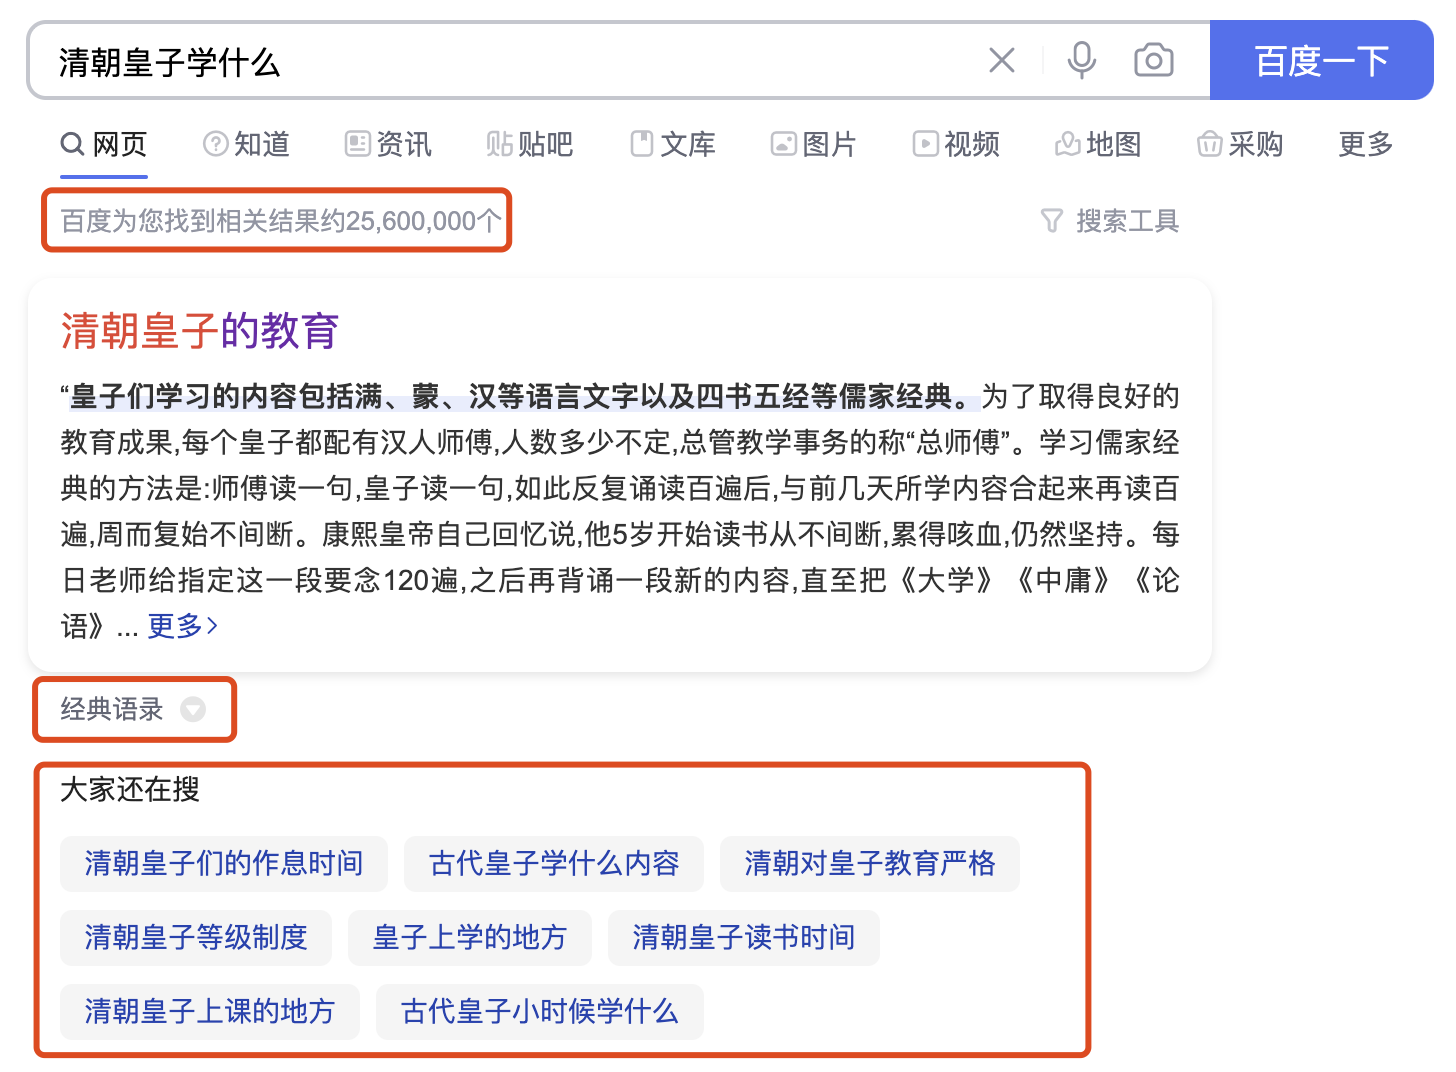 清朝皇子学什么
百度一下
网页 知道 资讯 贴吧 文库 图片 视频 地图 采购 更多
百度为您找到相关结果约25,600,000个
搜索工具
清朝皇子的教育
“皇子们学习的内容包括满、蒙、汉等语言文字以及四书五经等儒家经典。为了取得良好的
教育成果,每个皇子都配有汉人师傅,人数多少不定,总管教学事务的称“总师傅”。学习儒家经
典的方法是:师傅读一句,皇子读一句,如此反复诵读百遍后,与前几天所学内容合起来再读百
遍,周而复始不间断。康熙皇帝自己回忆说,他5岁开始读书从不间断,累得咳血,仍然坚持。每
日老师给指定这一段要念120遍,之后再背诵一段新的内容,直至把《大学》《中庸》《论
语》... 更多>
经典语录
大家还在搜
清朝皇子们的作息时间 古代皇子学什么内容 清朝对皇子教育严格
清朝皇子等级制度 皇子上学的地方 清朝皇子读书时间
清朝皇子上课的地方 古代皇子小时候学什么